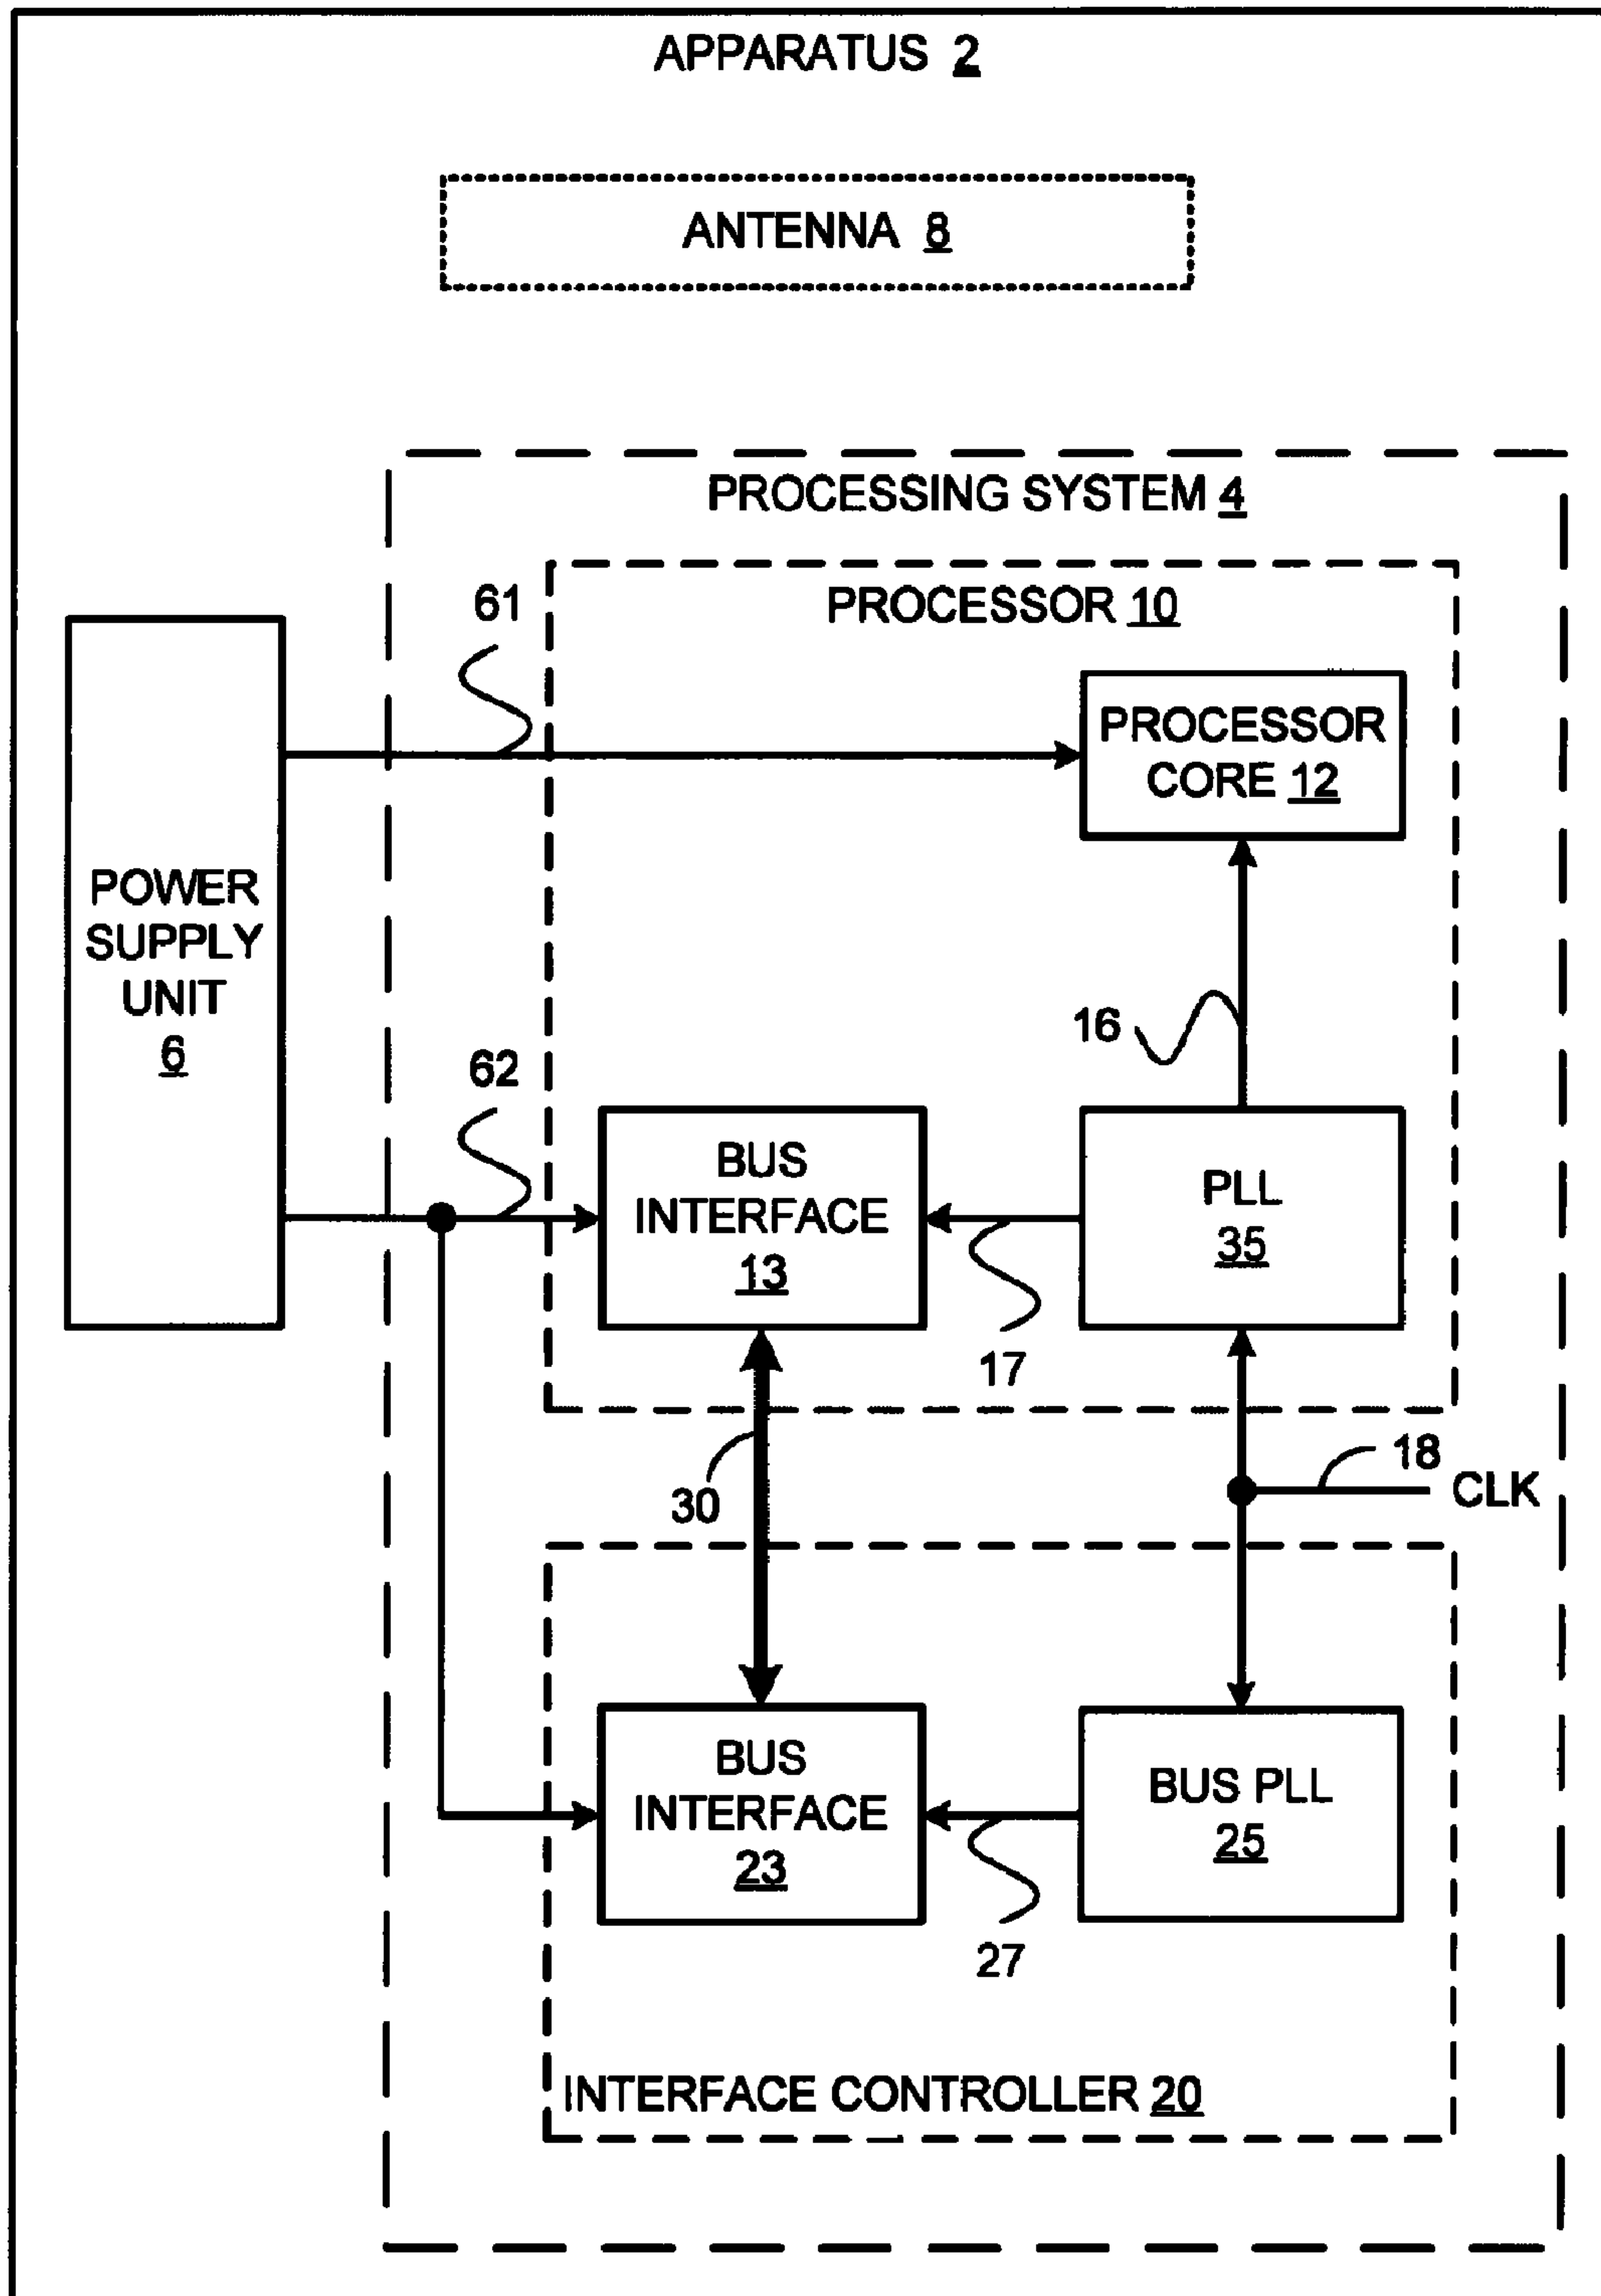 APPARATUS 2
ANTENNA 8
PROCESSING SYSTEM 4
PROCESSOR 10
61
PROCESSOR
CORE 12
POWER
SUPPLY
UNIT
6
16
62
BUS
INTERFACE
13
PLL
35
17
18
CLK
30
BUS
INTERFACE
23
BUS PLL
25
27
INTERFACE CONTROLLER 20